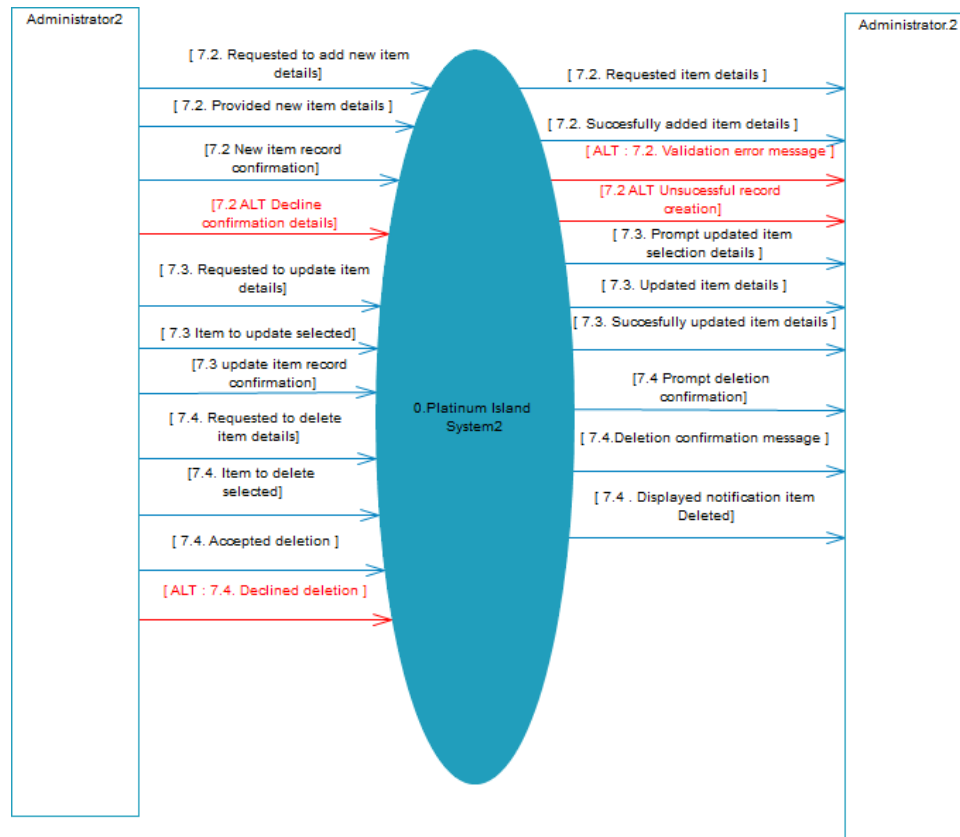 Administrator2
[ 7.2. Requested to add new item
details]
[ 7.2. Provided new item details ]
[7.2 New item record
confirmation]
[7.2 ALT Decline
confirmation details]
[ 7.3. Requested to update item
details]
[ 7.3 Item to update selected]
[7.3 update item record
confirmation]
[ 7.4. Requested to delete
item details]
[7.4. Item to delete
selected]
[7.4. Accepted deletion ]
[ ALT : 7.4. Declined deletion ]
0.Platinum Island
System2
Administrator.2
[ 7.2. Requested item details ]
[ 7.2. Succesfully added item details ]
[ ALT : 7.2. Validation error message ]
[7.2 ALT Unsucessful record
creation]
[ 7.3. Prompt updated item
selection details ]
[ 7.3. Updated item details ]
[ 7.3. Succesfully updated item details ]
[7.4 Prompt deletion
confirmation]
[ 7.4.Deletion confirmation message ]
[ 7.4 . Displayed notification item
Deleted]